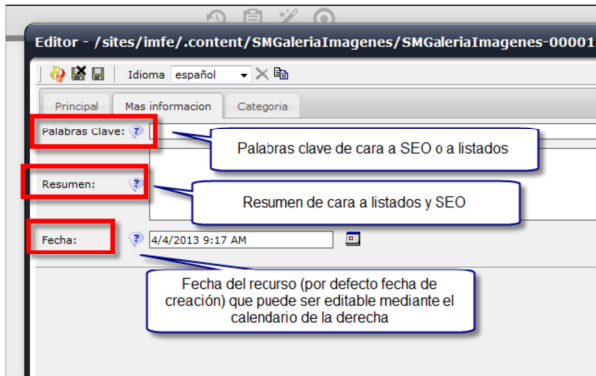 Editor - /sites/imfe/.content/SMGaleriaImagenes/SMGaleriaImagenes-00001
Idioma español
Principal Mas informacion Categoria
Palabras Clave:
Palabras clave de cara a SEO o a listados
Resumen:
Resumen de cara a listados y SEO
Fecha: 4/4/2013 9:17 AM
Fecha del recurso (por defecto fecha de
creación) que puede ser editable mediante el
calendario de la derecha